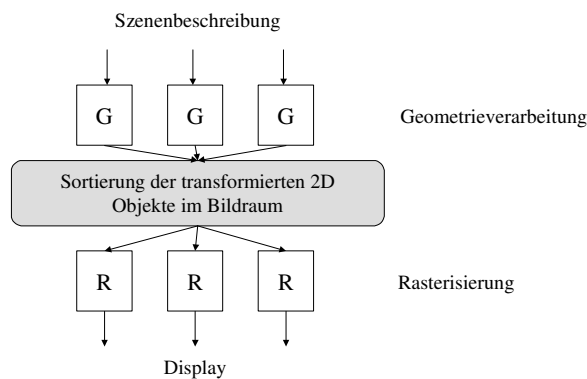 Szenenbeschreibung
G G G
Geometrieverarbeitung
Sortierung der transformierten 2D
Objekte im Bildraum
R R R
Rasterisierung
Display